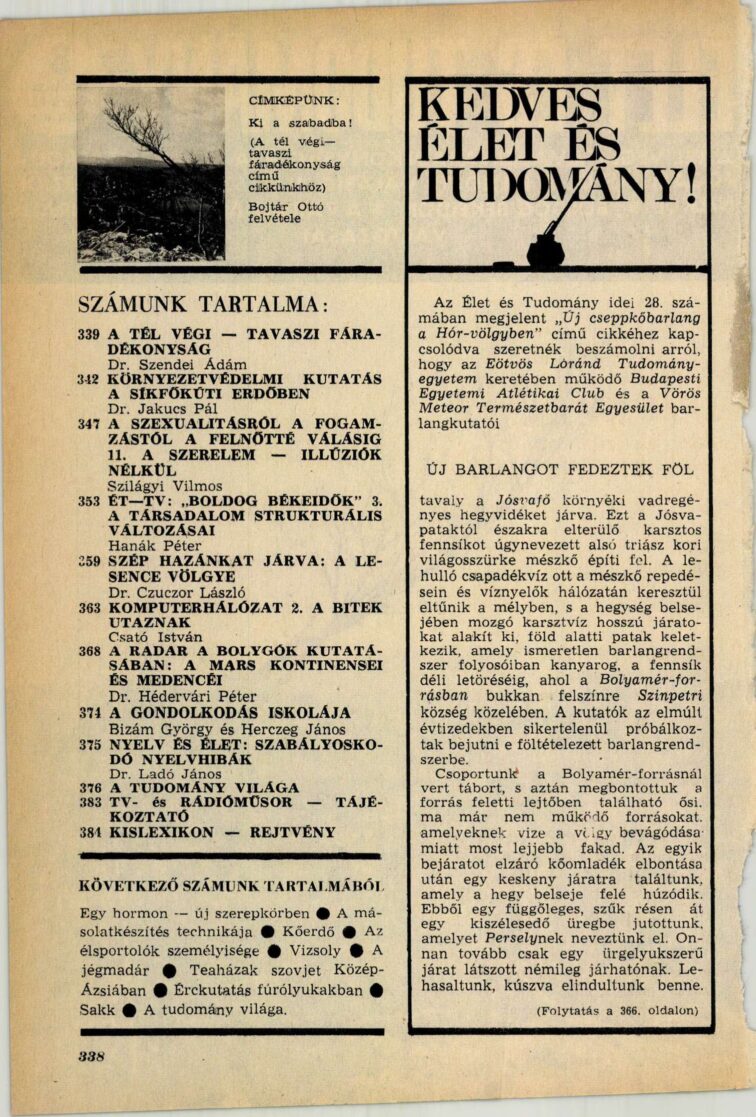 CÍMKÉPÜNK:
Ki a szabadba!
(A tél végi—
tavaszi
fáradékonyság
című
cikkünkhöz)
Bojtár Ottó
felvétele
SZÁMUNK TARTALMA:
339 A TÉL VÉGI — TAVASZI FÁRA-
DÉKONYSÁG
Dr. Szendei Ádám
342 KÖRNYEZETVÉDELMI KUTATÁS
A SÍKFŐKÚTI ERDŐBEN
Dr. Jakucs Pál
347 A SZEXUALITÁSRÓL A FOGAM-
ZÁSTÓL A FELNŐTTÉ VÁLÁSIG
11. A SZERELEM — ILLÚZIÓK
NÉLKÜL
Szilágyi Vilmos
353 ÉT—TV: „BOLDOG BÉKEIDŐK” 3.
A TÁRSADALOM STRUKTURÁLIS
VÁLTOZÁSAI
Hanák Péter
359 SZÉP HAZÁNKAT JÁRVA: A LE-
SENCE VÖLGYE
Dr. Czuczor László
363 KOMPUTERHÁLÓZAT 2. A BITEK
UTAZNAK
Csató István
368 A RADAR A BOLYGÓK KUTATÁ-
SÁBAN: A MARS KONTINENSEI
ÉS MEDENCÉI
Dr. Hédervári Péter
374 A GONDOLKODÁS ISKOLÁJA
Bizám György és Herczeg János
375 NYELV ÉS ÉLET: SZABÁLYOSKO-
DÓ NYELVHIBÁK
Dr. Ladó János
376 A TUDOMÁNY VILÁGA
383 TV- és RÁDIÓMŰSOR — TÁJÉ-
KOZTATÓ
384 KISLEXIKON — REJTVÉNY
KÖVETKEZŐ SZÁMUNK TARTALMÁBÓL
Egy hormon — új szerepkörben ● A má-
solatkészítés technikája ● Kőerdő ● Az
élsportolók személyisége ● Vizsoly ● A
jégmadár ● Teaházak szovjet Közép-
Ázsiában ● Érckutatás fúrólyukakban ●
Sakk ● A tudomány világa.
338
KEDVES
ÉLET ÉS
TUDOMÁNY!
Az Élet és Tudomány idei 28. szá-
mában megjelent „Új cseppkőbarlang
a Hór-völgyben” című cikkéhez kap-
csolódva szeretnék beszámolni arról,
hogy az Eötvös Lóránd Tudomány-
egyetem keretében működő Budapesti
Egyetemi Atlétikai Club és a Vörös
Meteor Természetbarát Egyesület bar-
langkutatói
ÚJ BARLANGOT FEDEZTEK FÖL
tavaly a Jósvafő környéki vadregé-
nyes hegyvidéket járva. Ezt a Jósva-
pataktól északra elterülő karsztos
fennsíkot úgynevezett alsó triász kori
világosszürke mészkő építi fel. A le-
hulló csapadékvíz ott a mészkő repedé-
sein és víznyelők hálózatán keresztül
eltűnik a mélyben, s a hegység belse-
jében mozgó karsztvíz hosszú járato-
kat alakít ki, föld alatti patak kelet-
kezik, amely ismeretlen barlangrend-
szer folyosóiban kanyarog, a fennsík
déli letöréséig, ahol a Bolyamér-for-
rásban bukkan felszínre Szinpetri
község közelében. A kutatók az elmúlt
évtizedekben sikertelenül próbálkoz-
tak bejutni e föltételezett barlangrend-
szerbe.
Csoportunk a Bolyamér-forrásnál
vert tábort, s aztán megbontottuk a
forrás feletti lejtőben található ősi,
ma már nem működő forrásokat,
amelyeknek vize a völgy bevágódása
miatt most lejjebb fakad. Az egyik
bejáratot elzáró kőomladék elbontása
után egy keskeny járatra találtunk,
amely a hegy belseje felé húzódik.
Ebből egy függőleges, szűk résen át
egy kiszélesedő üregbe jutottunk,
amelyet Perselynek neveztünk el. On-
nan tovább csak egy ürgelyukszerű
járat látszott némileg járhatónak. Le-
hasaltunk, kúszva elindultunk benne.
(Folytatás a 366. oldalon)